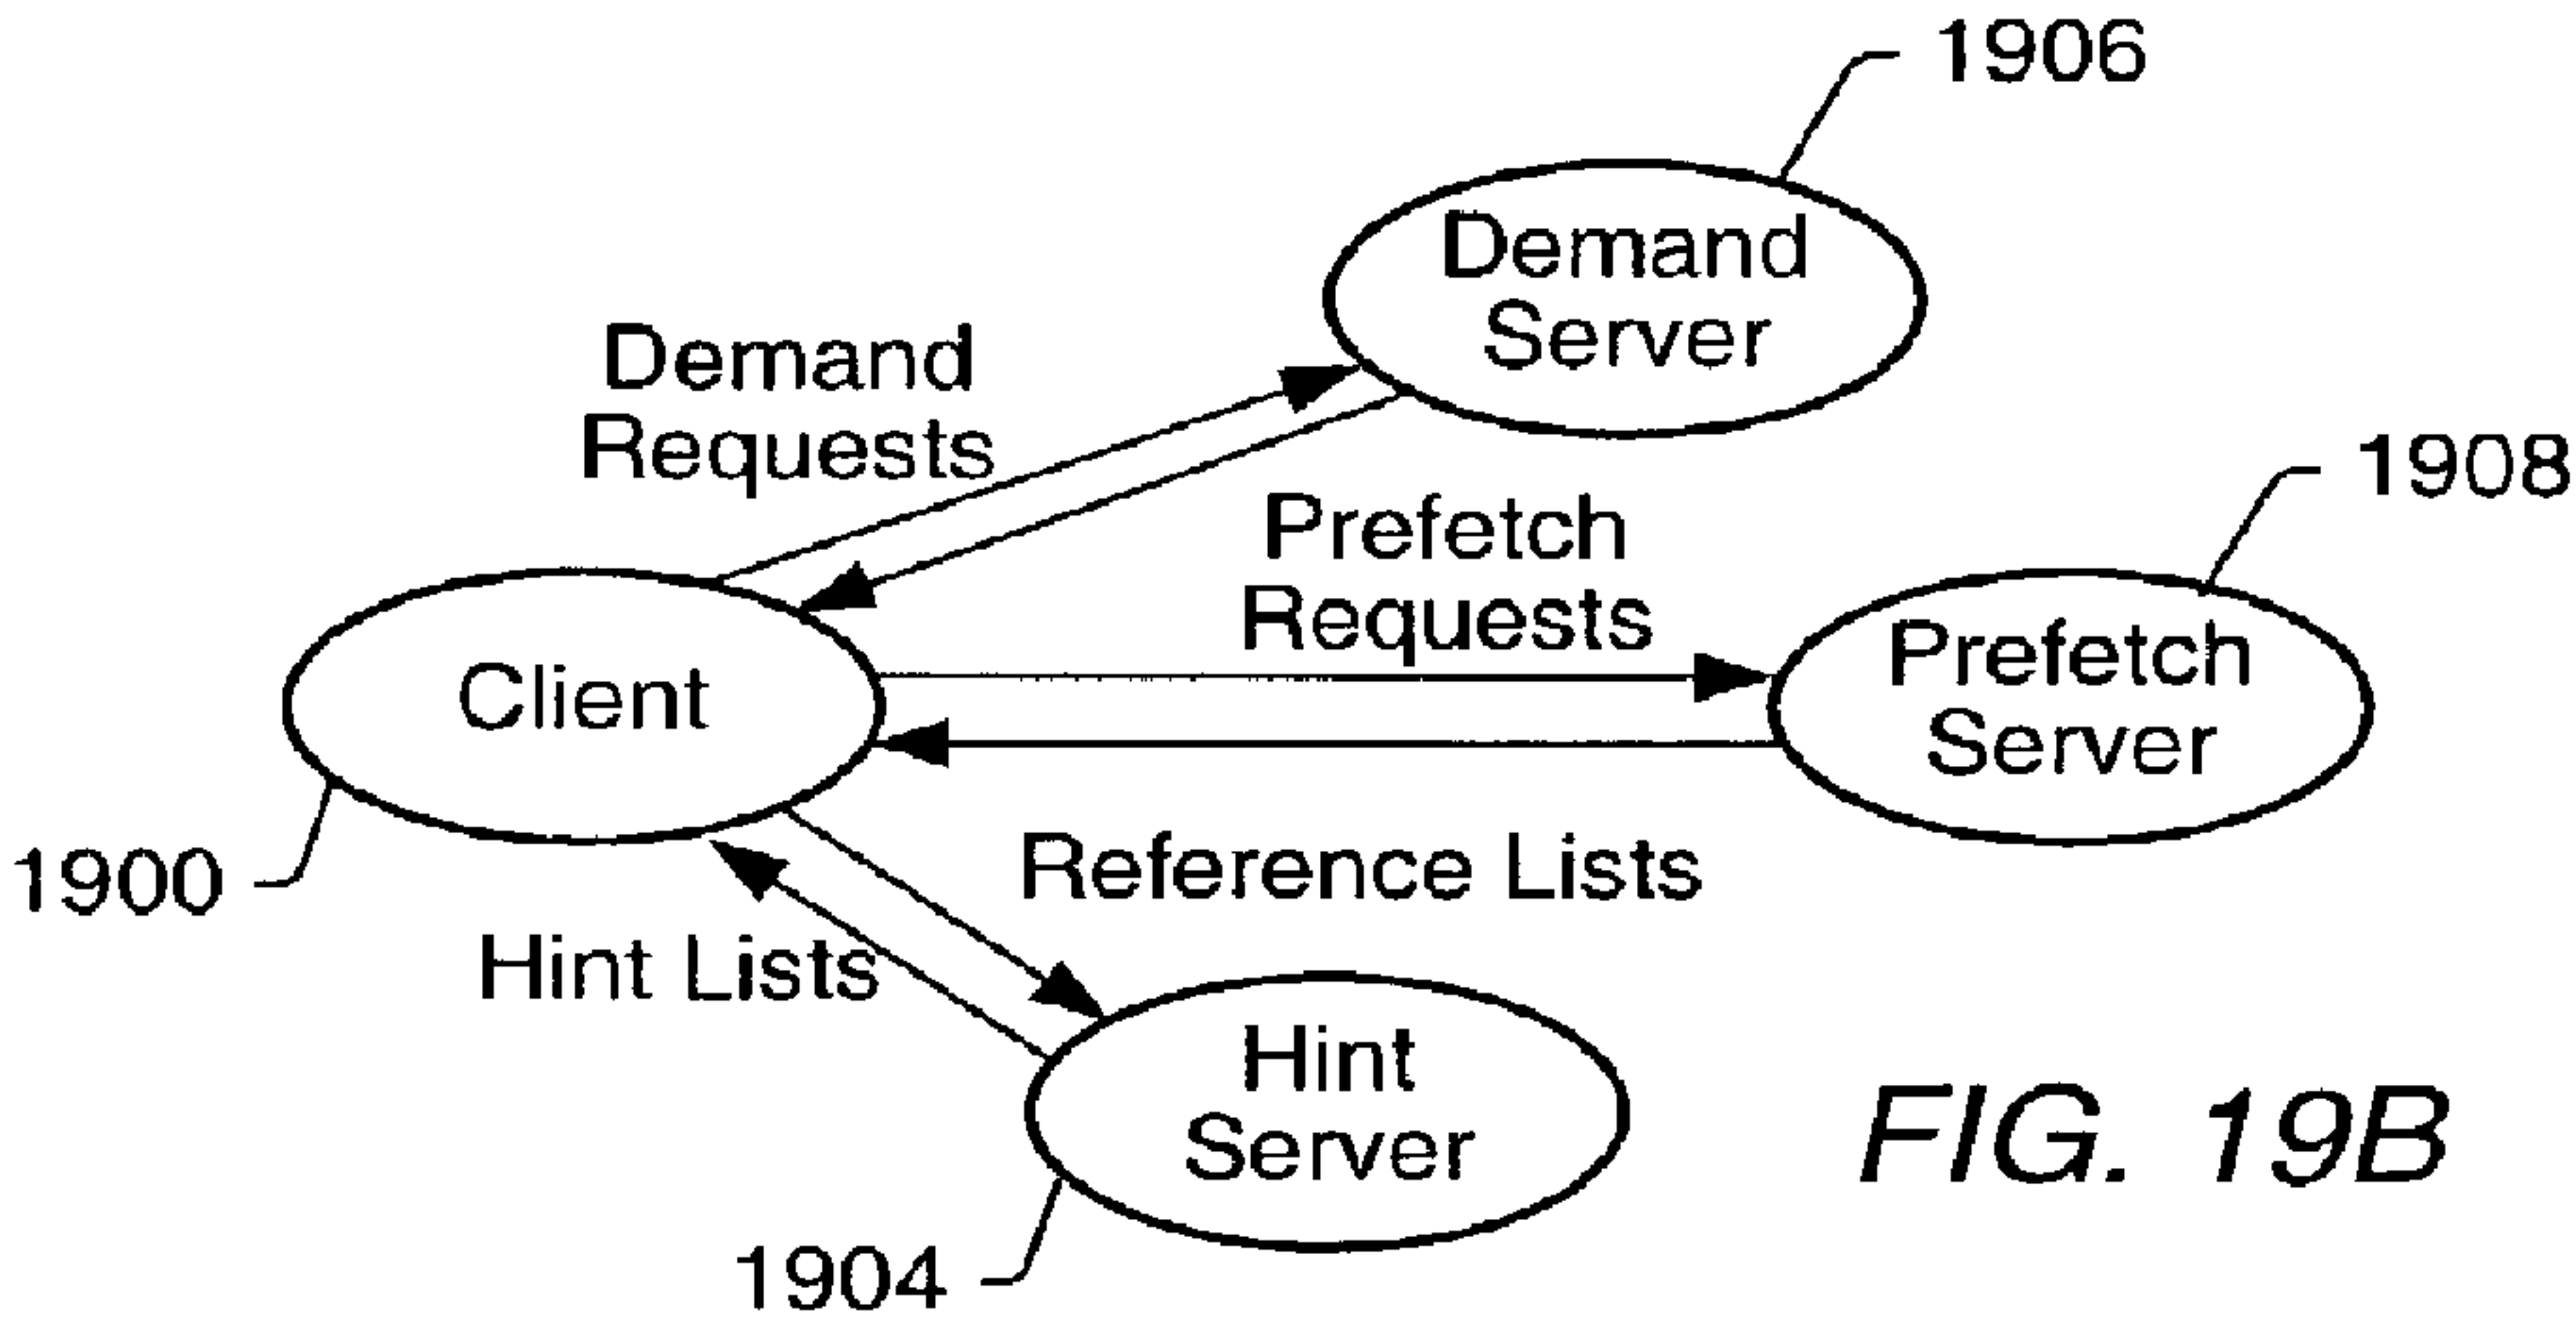 1906
Demand
Server
Demand
Requests
1908
Prefetch
Requests
Prefetch
Server
Client
1900
Reference Lists
Hint Lists
Hint
Server
1904
FIG. 19B